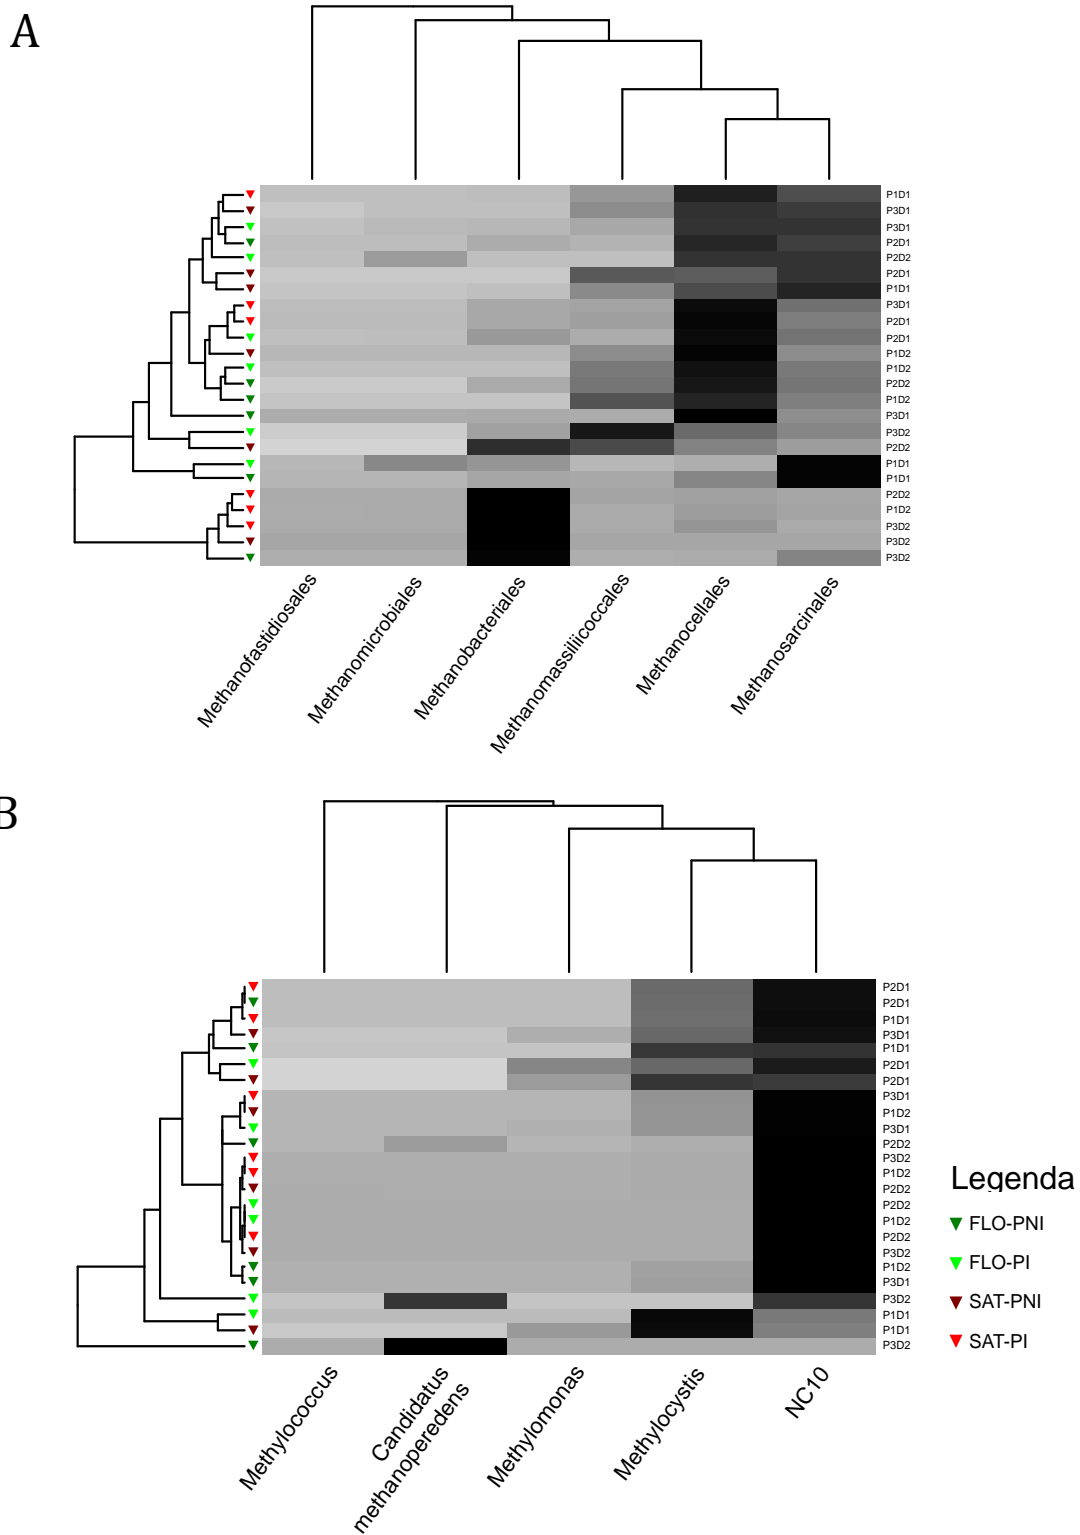 A
P1D1
P3D1
P3D1
P2D1
P2D2
P2D1
P1D1
P3D1
P2D1
P2D1
P1D2
P1D2
P2D2
P1D2
P3D1
P3D2
P2D2
P1D1
P1D1
P2D2
P1D2
P3D2
P3D2
P3D2
Methanofastidiosales
Methanomicrobiales
Methanobacteriales
Methanomassiliicoccales
Methanocellales
Methanosarcinales
B
P2D1
P2D1
P1D1
P3D1
P1D1
P2D1
P2D1
P3D1
P1D2
P3D1
P2D2
P3D2
P1D2
P2D2
P2D2
P1D2
P2D2
P3D2
P1D2
P3D1
P3D2
P1D1
P1D1
P3D2
Legenda
FLO-PNI
FLO-PI
SAT-PNI
SAT-PI
Methylococcus
Candidatus
methanoperedens
Methylomonas
Methylocystis
NC10